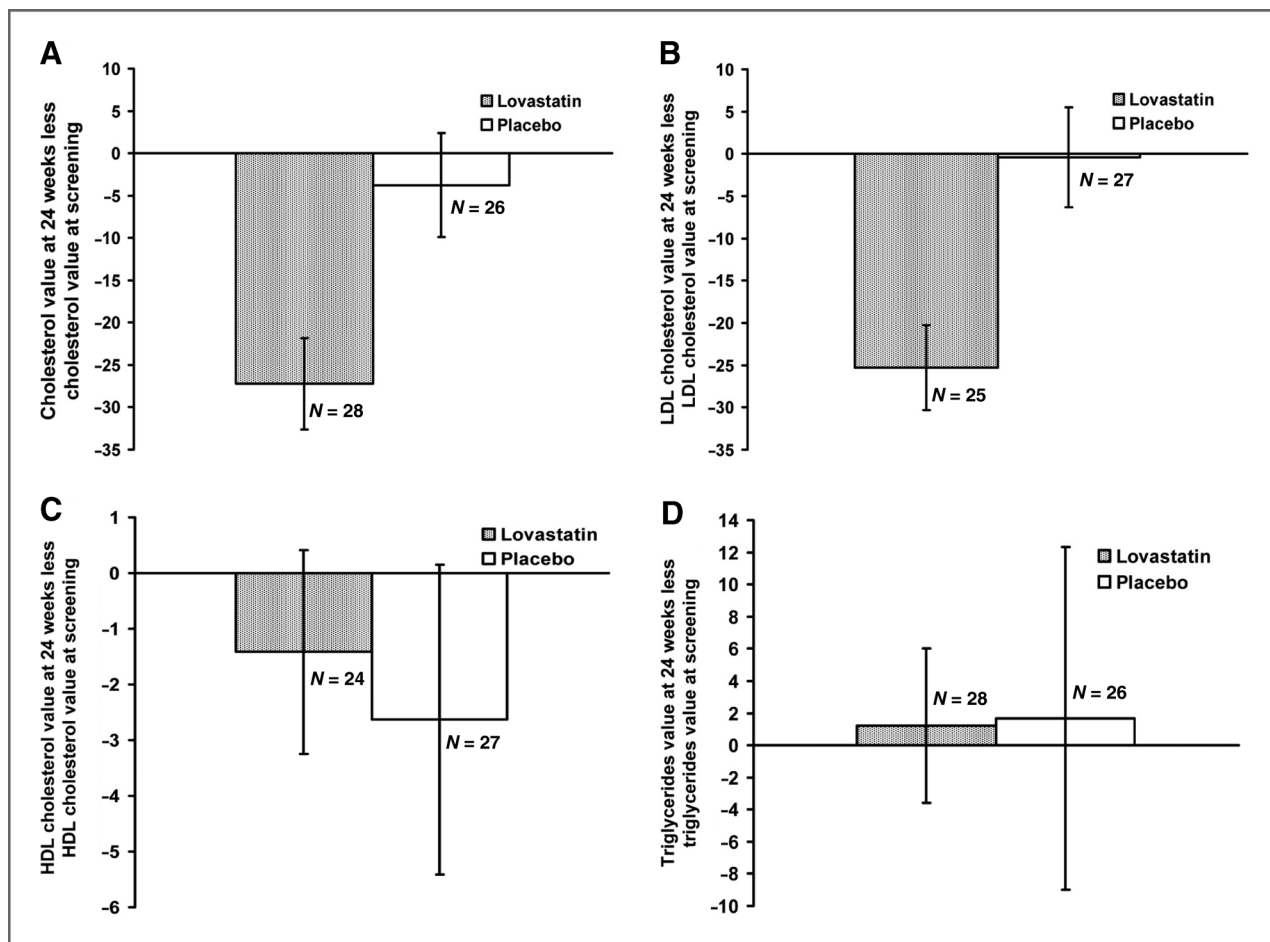 A
Cholesterol value at 24 weeks less
cholesterol value at screening
10
5
0
–5
–10
–15
–20
–25
–30
–35
Lovastatin
Placebo
N = 26
N = 28
B
LDL cholesterol value at 24 weeks less
LDL cholesterol value at screening
10
5
0
–5
–10
–15
–20
–25
–30
–35
Lovastatin
Placebo
N = 27
N = 25
C
HDL cholesterol value at 24 weeks less
HDL cholesterol value at screening
1
0
–1
–2
–3
–4
–5
–6
Lovastatin
Placebo
N = 24
N = 27
D
Triglycerides value at 24 weeks less
triglycerides value at screening
14
12
10
8
6
4
2
0
–2
–4
–6
–8
–10
Lovastatin
Placebo
N = 28
N = 26